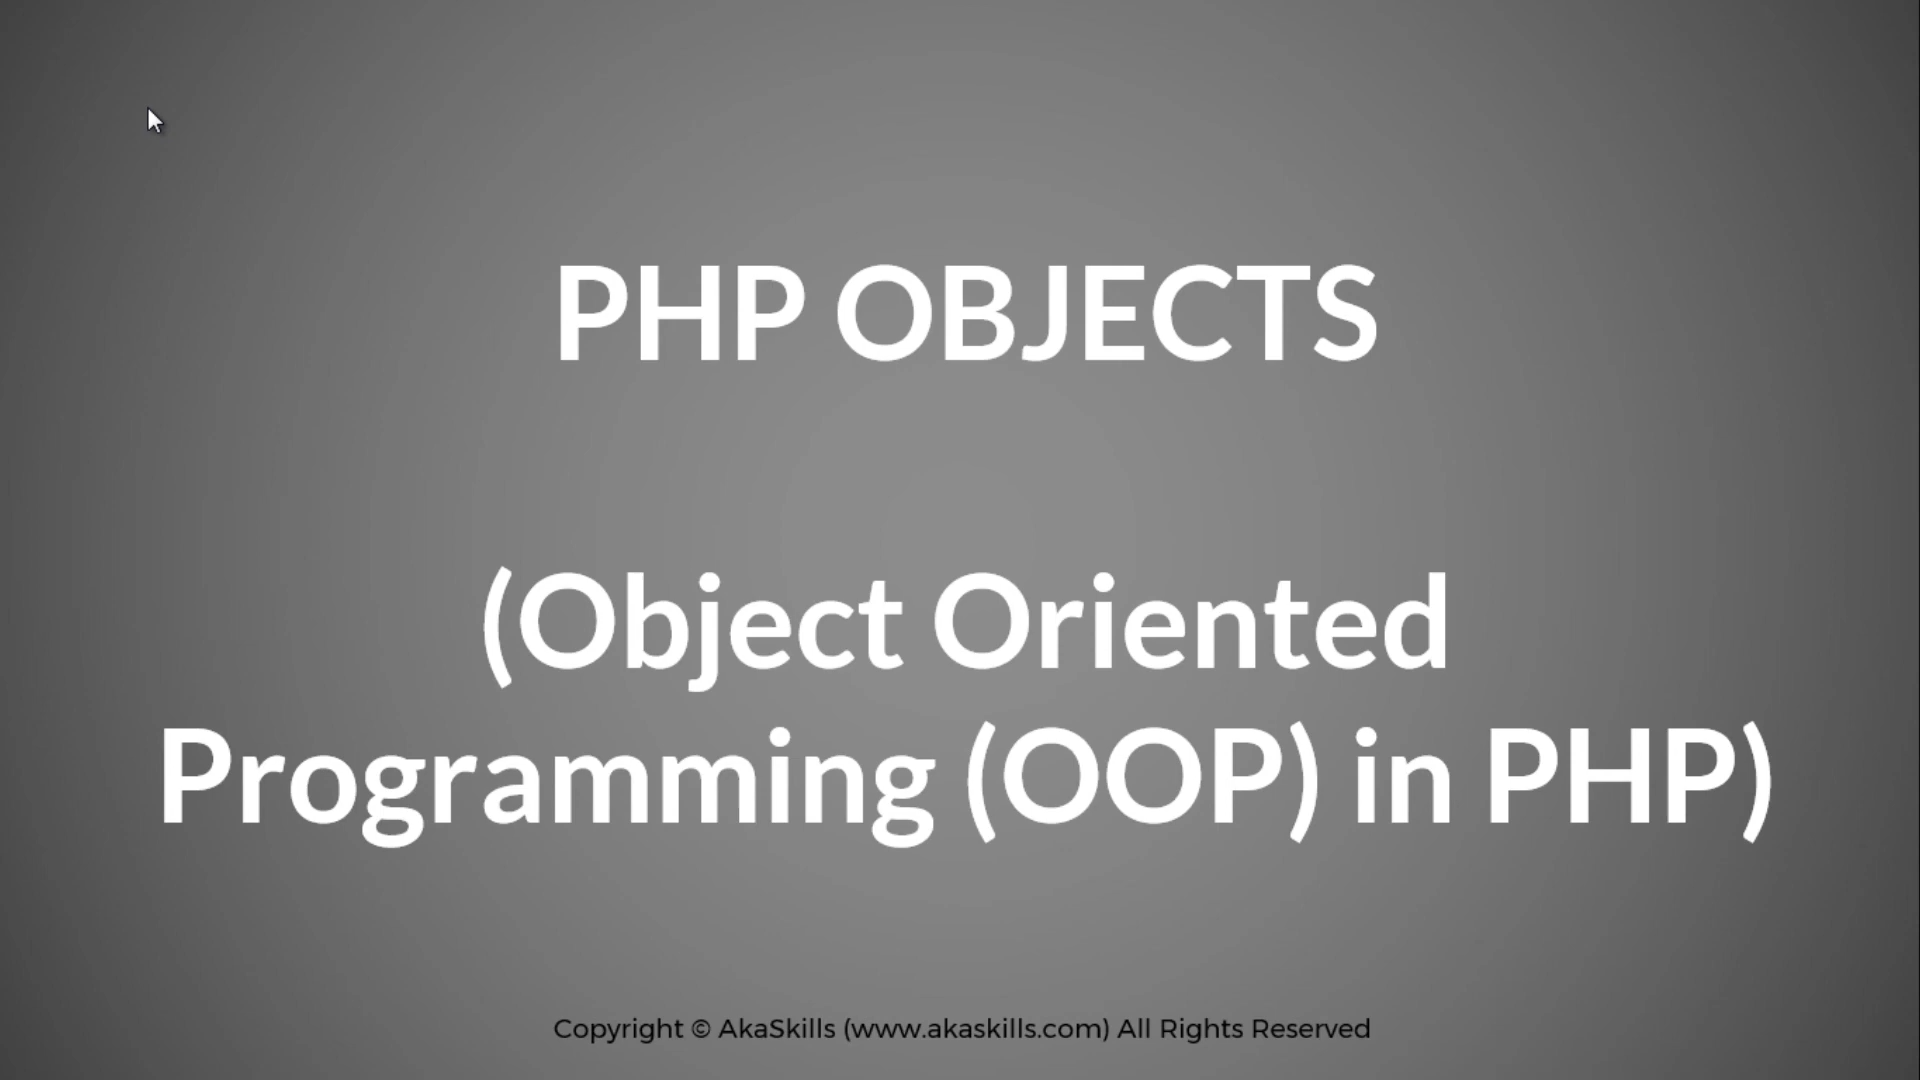 PHP OBJECTS
(Object Oriented
Programming (OOP) in PHP)
Copyright © AkaSkills (www.akaskills.com) All Rights Reserved